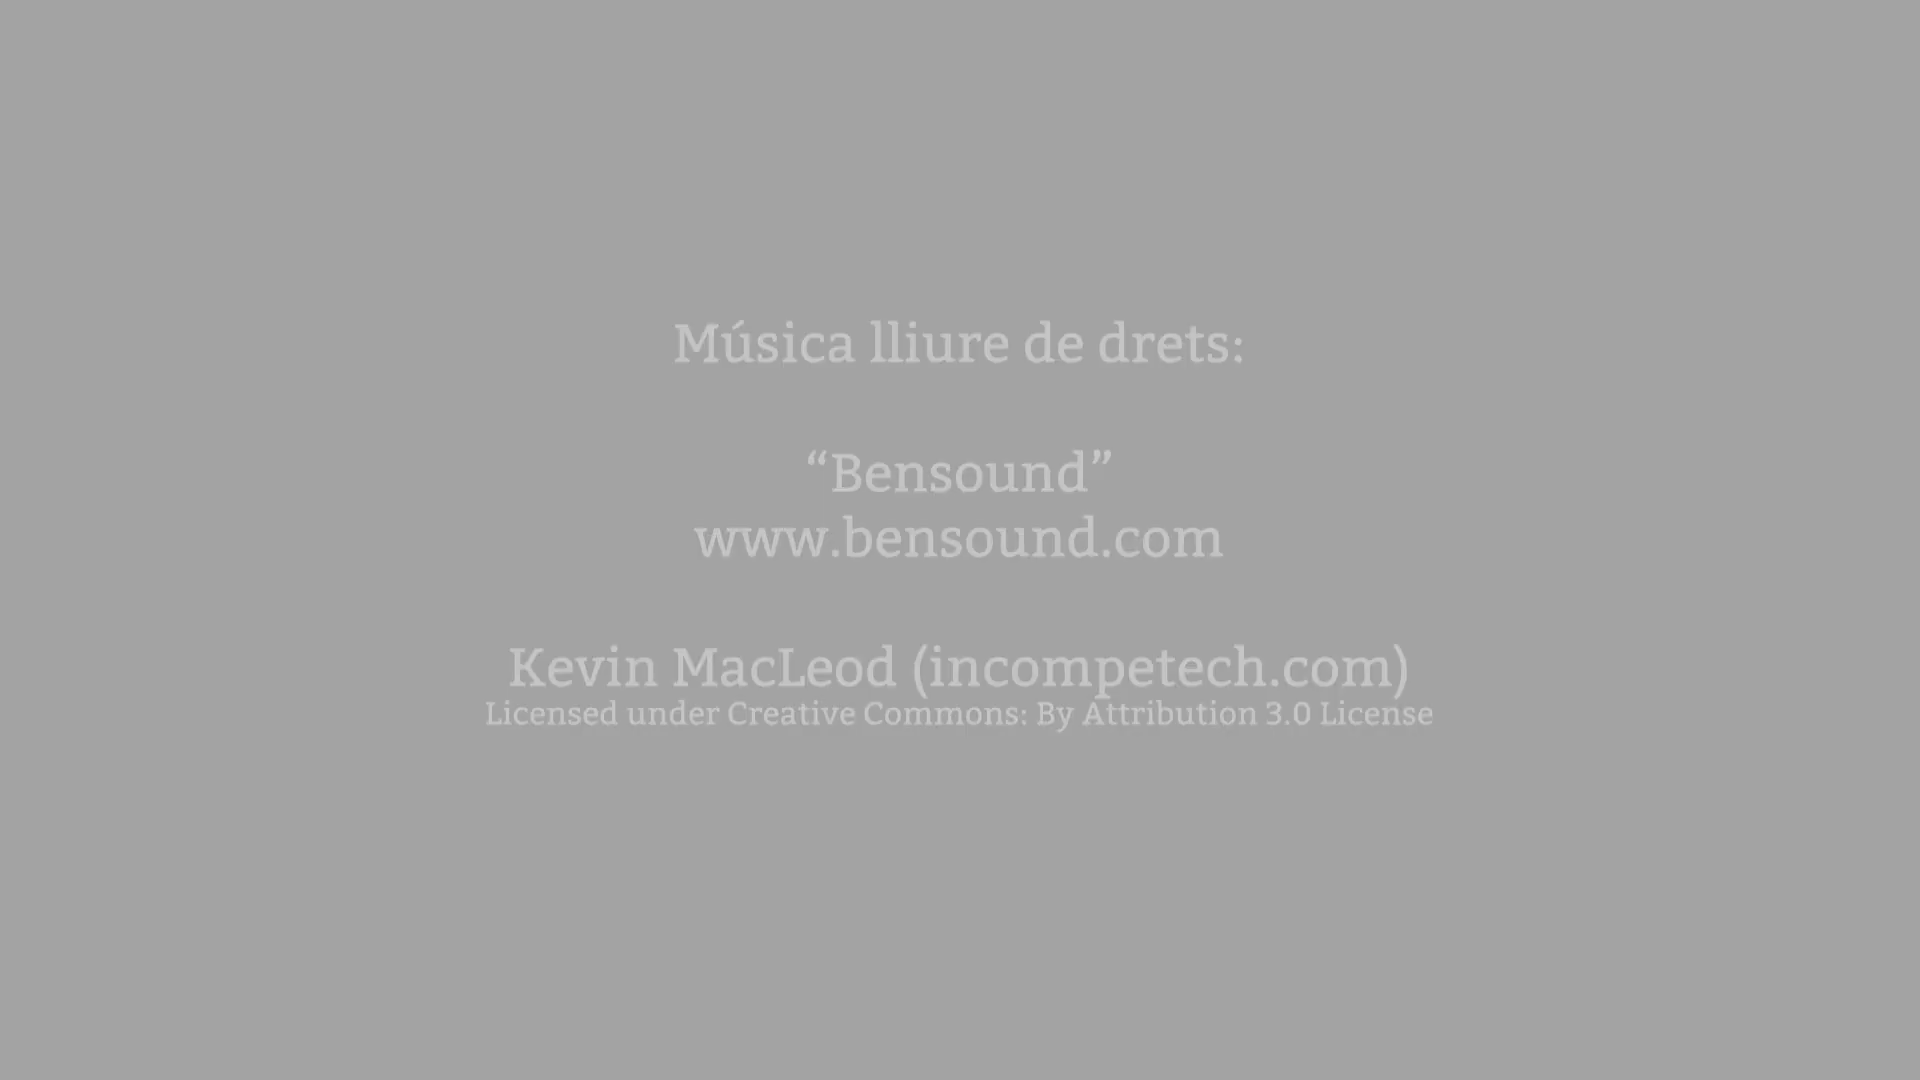 Música lliure de drets:
“Bensound”
www.bensound.com
Kevin MacLeod (incompetech.com)
Licensed under Creative Commons: By Attribution 3.0 License